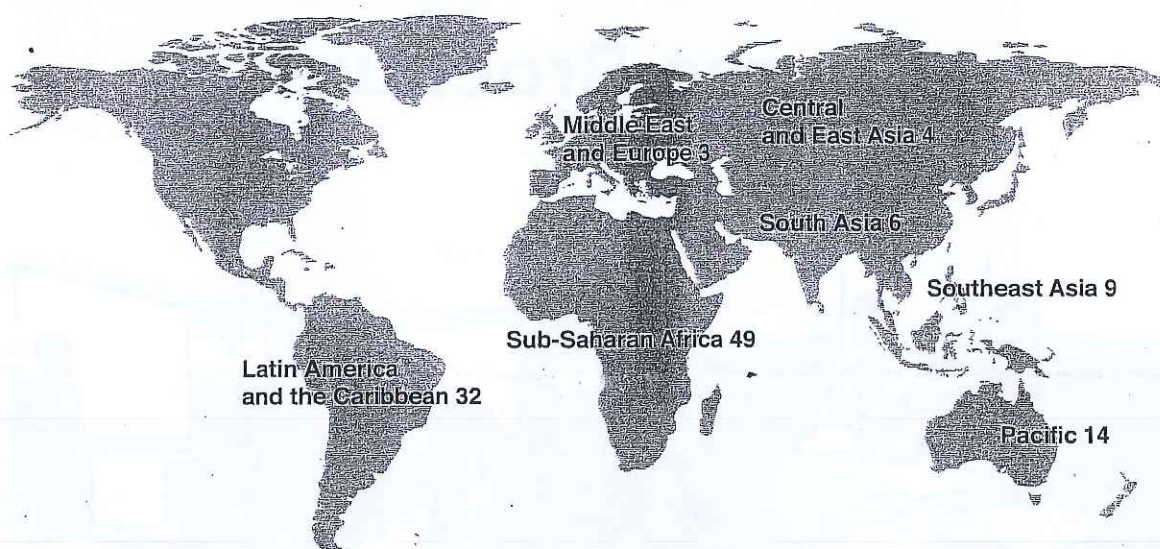 Middle East
and Europe 3
Central
and East Asia 4
South Asia 6
Southeast Asia 9
Sub-Saharan Africa 49
Latin America
and the Caribbean 32
Pacific 14